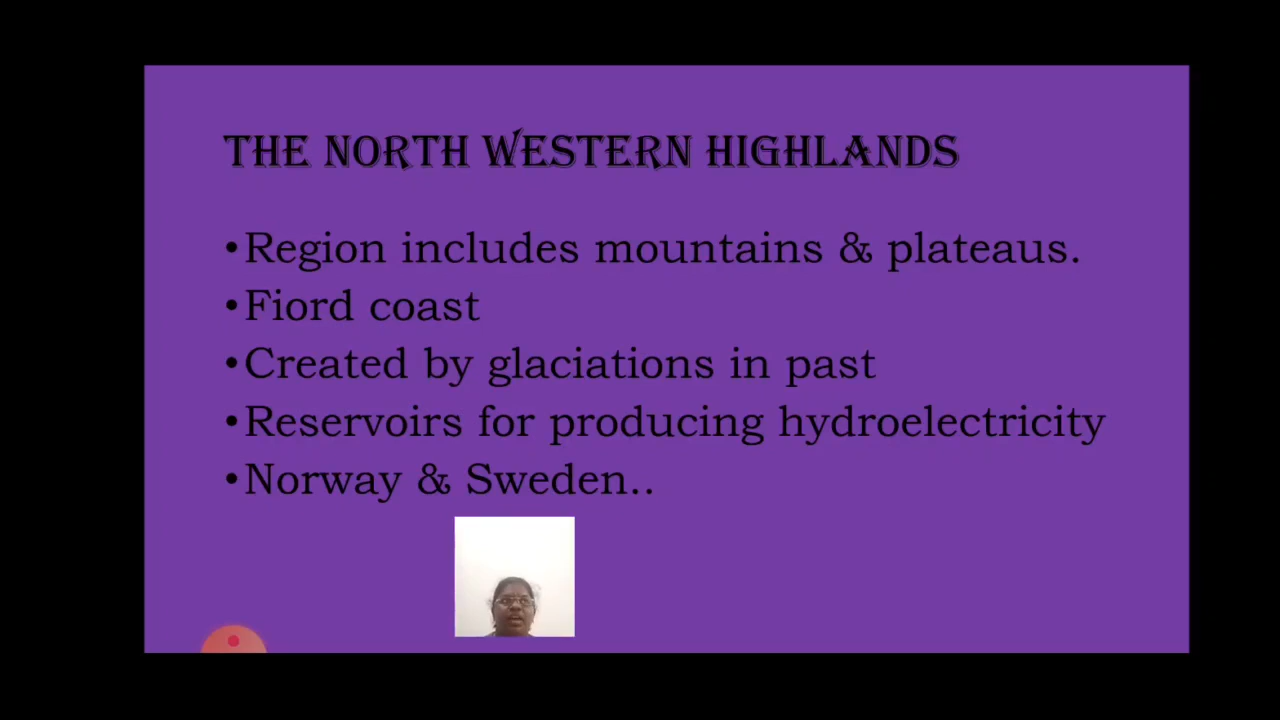 THE NORTH WESTERN HIGHLANDS
•Region includes mountains & plateaus.
•Fiord coast
•Created by glaciations in past
•Reservoirs for producing hydroelectricity
•Norway & Sweden..